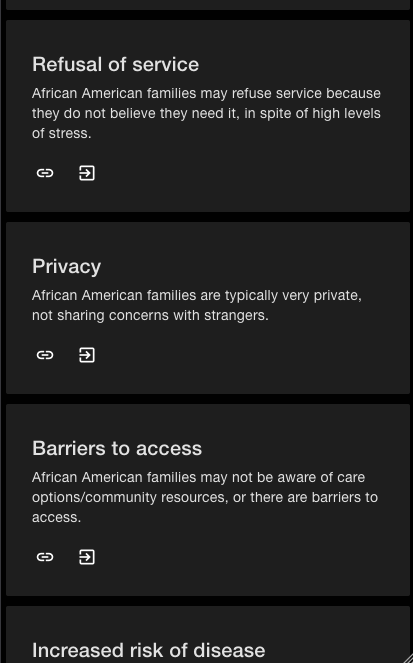 Refusal of service
African American families may refuse service because
they do not believe they need it, in spite of high levels
of stress.
Privacy
African American families are typically very private,
not sharing concerns with strangers.
Barriers to access
African American families may not be aware of care
options/community resources, or there are barriers to
access.
Increased risk of disease